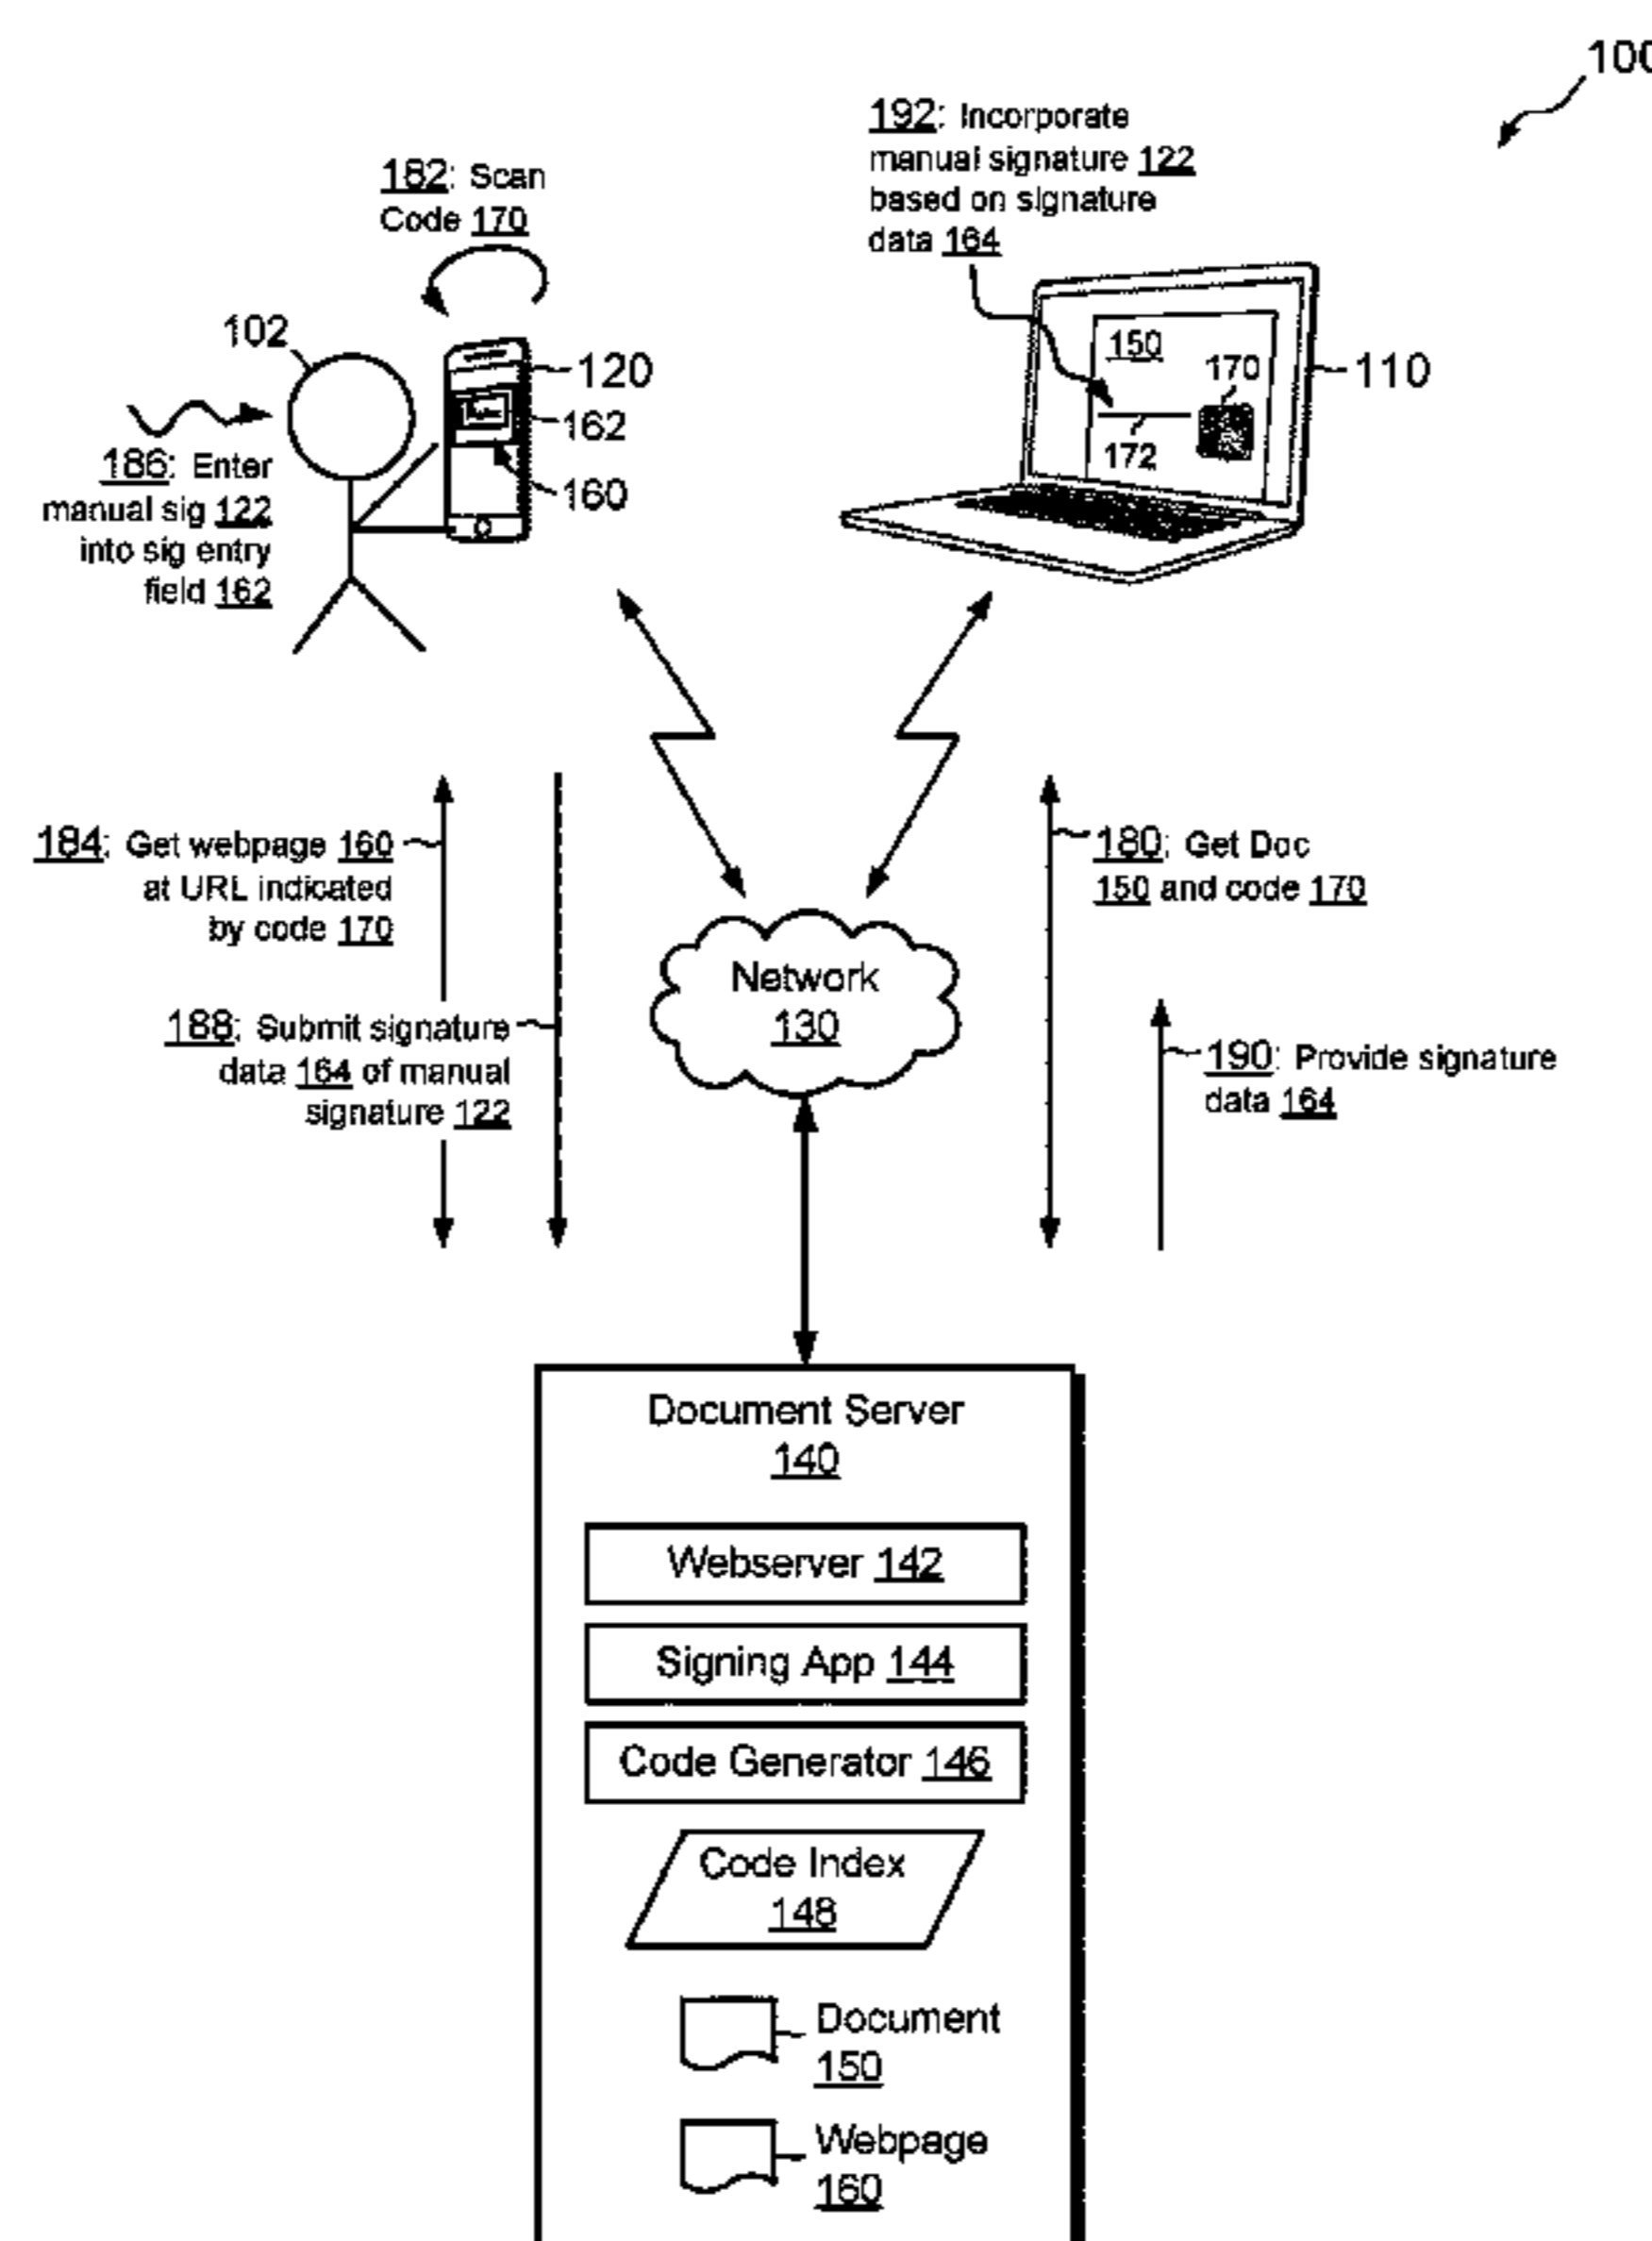 100
192: Incorporate
manual signature 122
based on signature
data 164
182: Scan
Code 170
102
120
162
160
186: Enter
manual sig 122
into sig entry
field 162
150
170
110
172
184: Get webpage 160
at URL indicated
by code 170
180: Get Doc
150 and code 170
Network
130
188: Submit signature
data 164 of manual
signature 122
190: Provide signature
data 164
Document Server
140
Webserver 142
Signing App 144
Code Generator 146
Code Index
148
Document
150
Webpage
160